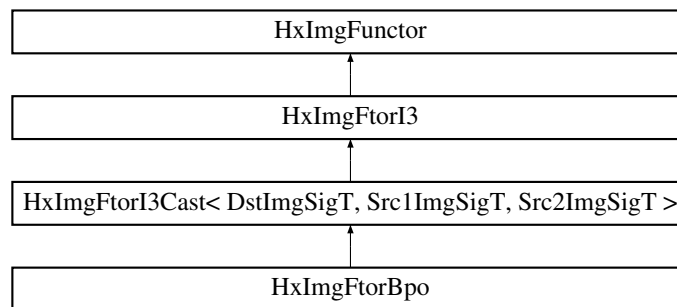 HxImgFunctor
HxImgFtorI3
HxImgFtorI3Cast< DstImgSigT, Src1ImgSigT, Src2ImgSigT >
HxImgFtorBpo